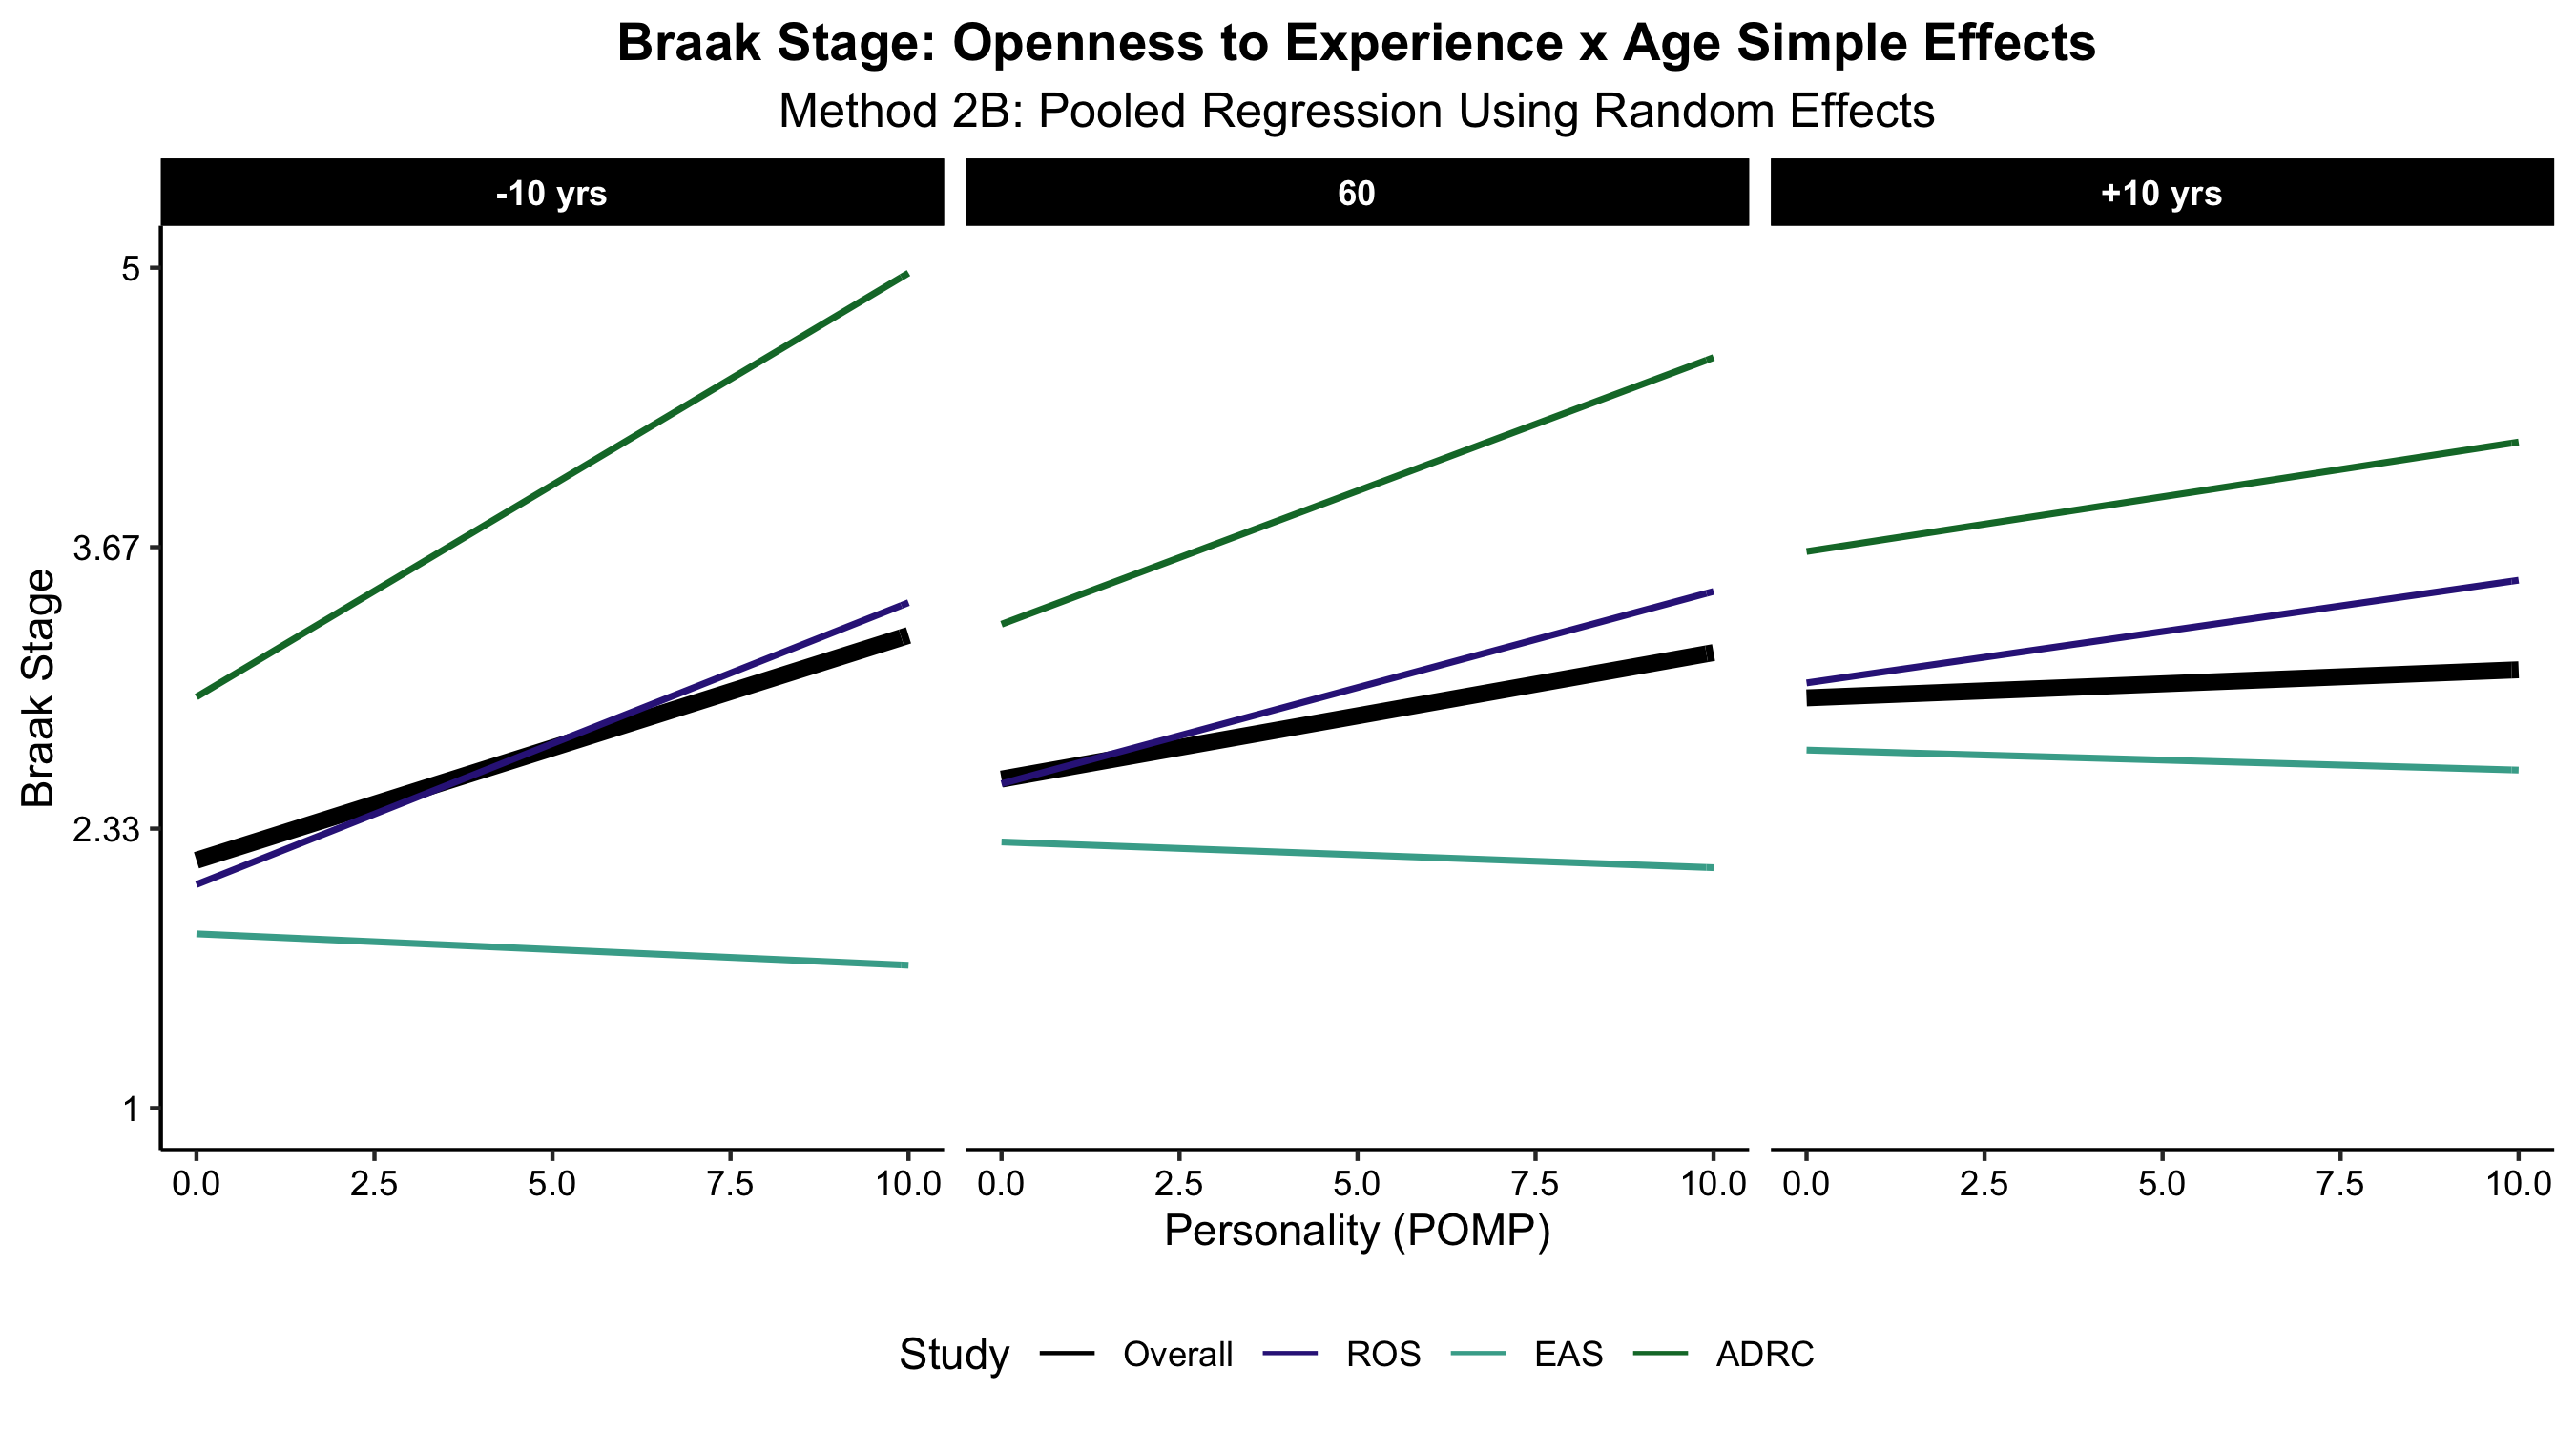 Braak Stage: Openness to Experience x Age Simple Effects
Method 2B: Pooled Regression Using Random Effects
-10 yrs 60 +10 yrs
Braak Stage
5
3.67
2.33
1
0.0 2.5 5.0 7.5 10.0 0.0 2.5 5.0 7.5 10.0 0.0 2.5 5.0 7.5 10.0
Personality (POMP)
Study Overall ROS EAS ADRC